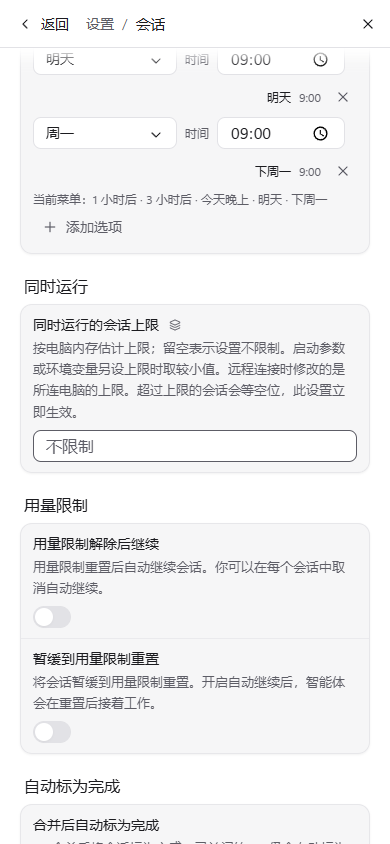 返回 设置 / 会话
明天 时间 09:00
明天 9:00
周一 时间 09:00
下周一 9:00
当前菜单：1 小时后 · 3 小时后 · 今天晚上 · 明天 · 下周一
添加选项
同时运行
同时运行的会话上限
按电脑内存估计上限；留空表示设置不限制。启动参
数或环境变量另设上限时取较小值。远程连接时修改的是
所连电脑的上限。超过上限的会话会等空位，此设置立
即生效。
不限制
用量限制
用量限制解除后继续
用量限制重置后自动继续会话。你可以在每个会话中取
消自动继续。
暂缓到用量限制重置
将会话暂缓到用量限制重置。开启自动继续后，智能体
会在重置后接着工作。
自动标为完成
合并后自动标为完成